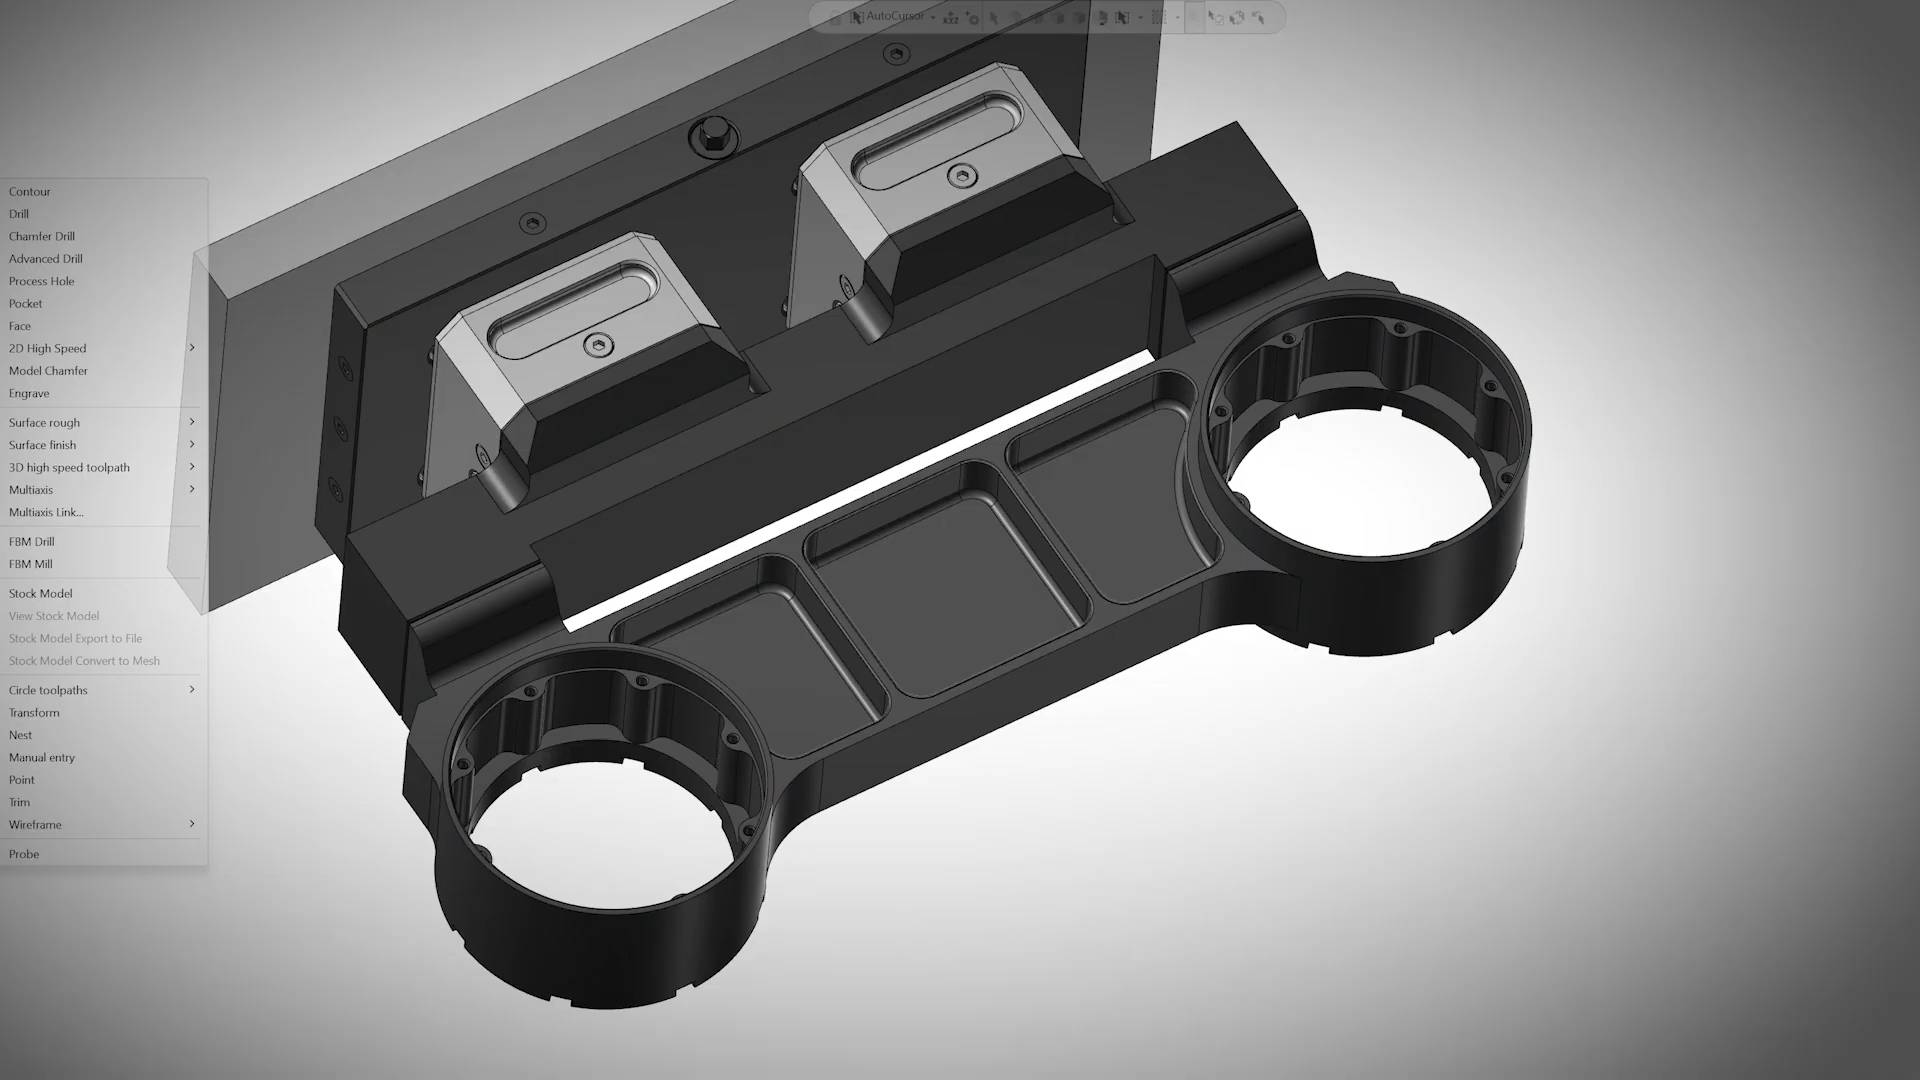 AutoCursor
Contour
Drill
Chamfer Drill
Advanced Drill
Process Hole
Pocket
Face
2D High Speed
Model Chamfer
Engrave
Surface rough
Surface finish
3D high speed toolpath
Multiaxis
Multiaxis Link...
FBM Drill
FBM Mill
Stock Model
View Stock Model
Stock Model Export to File
Stock Model Convert to Mesh
Circle toolpaths
Transform
Nest
Manual entry
Point
Trim
Wireframe
Probe